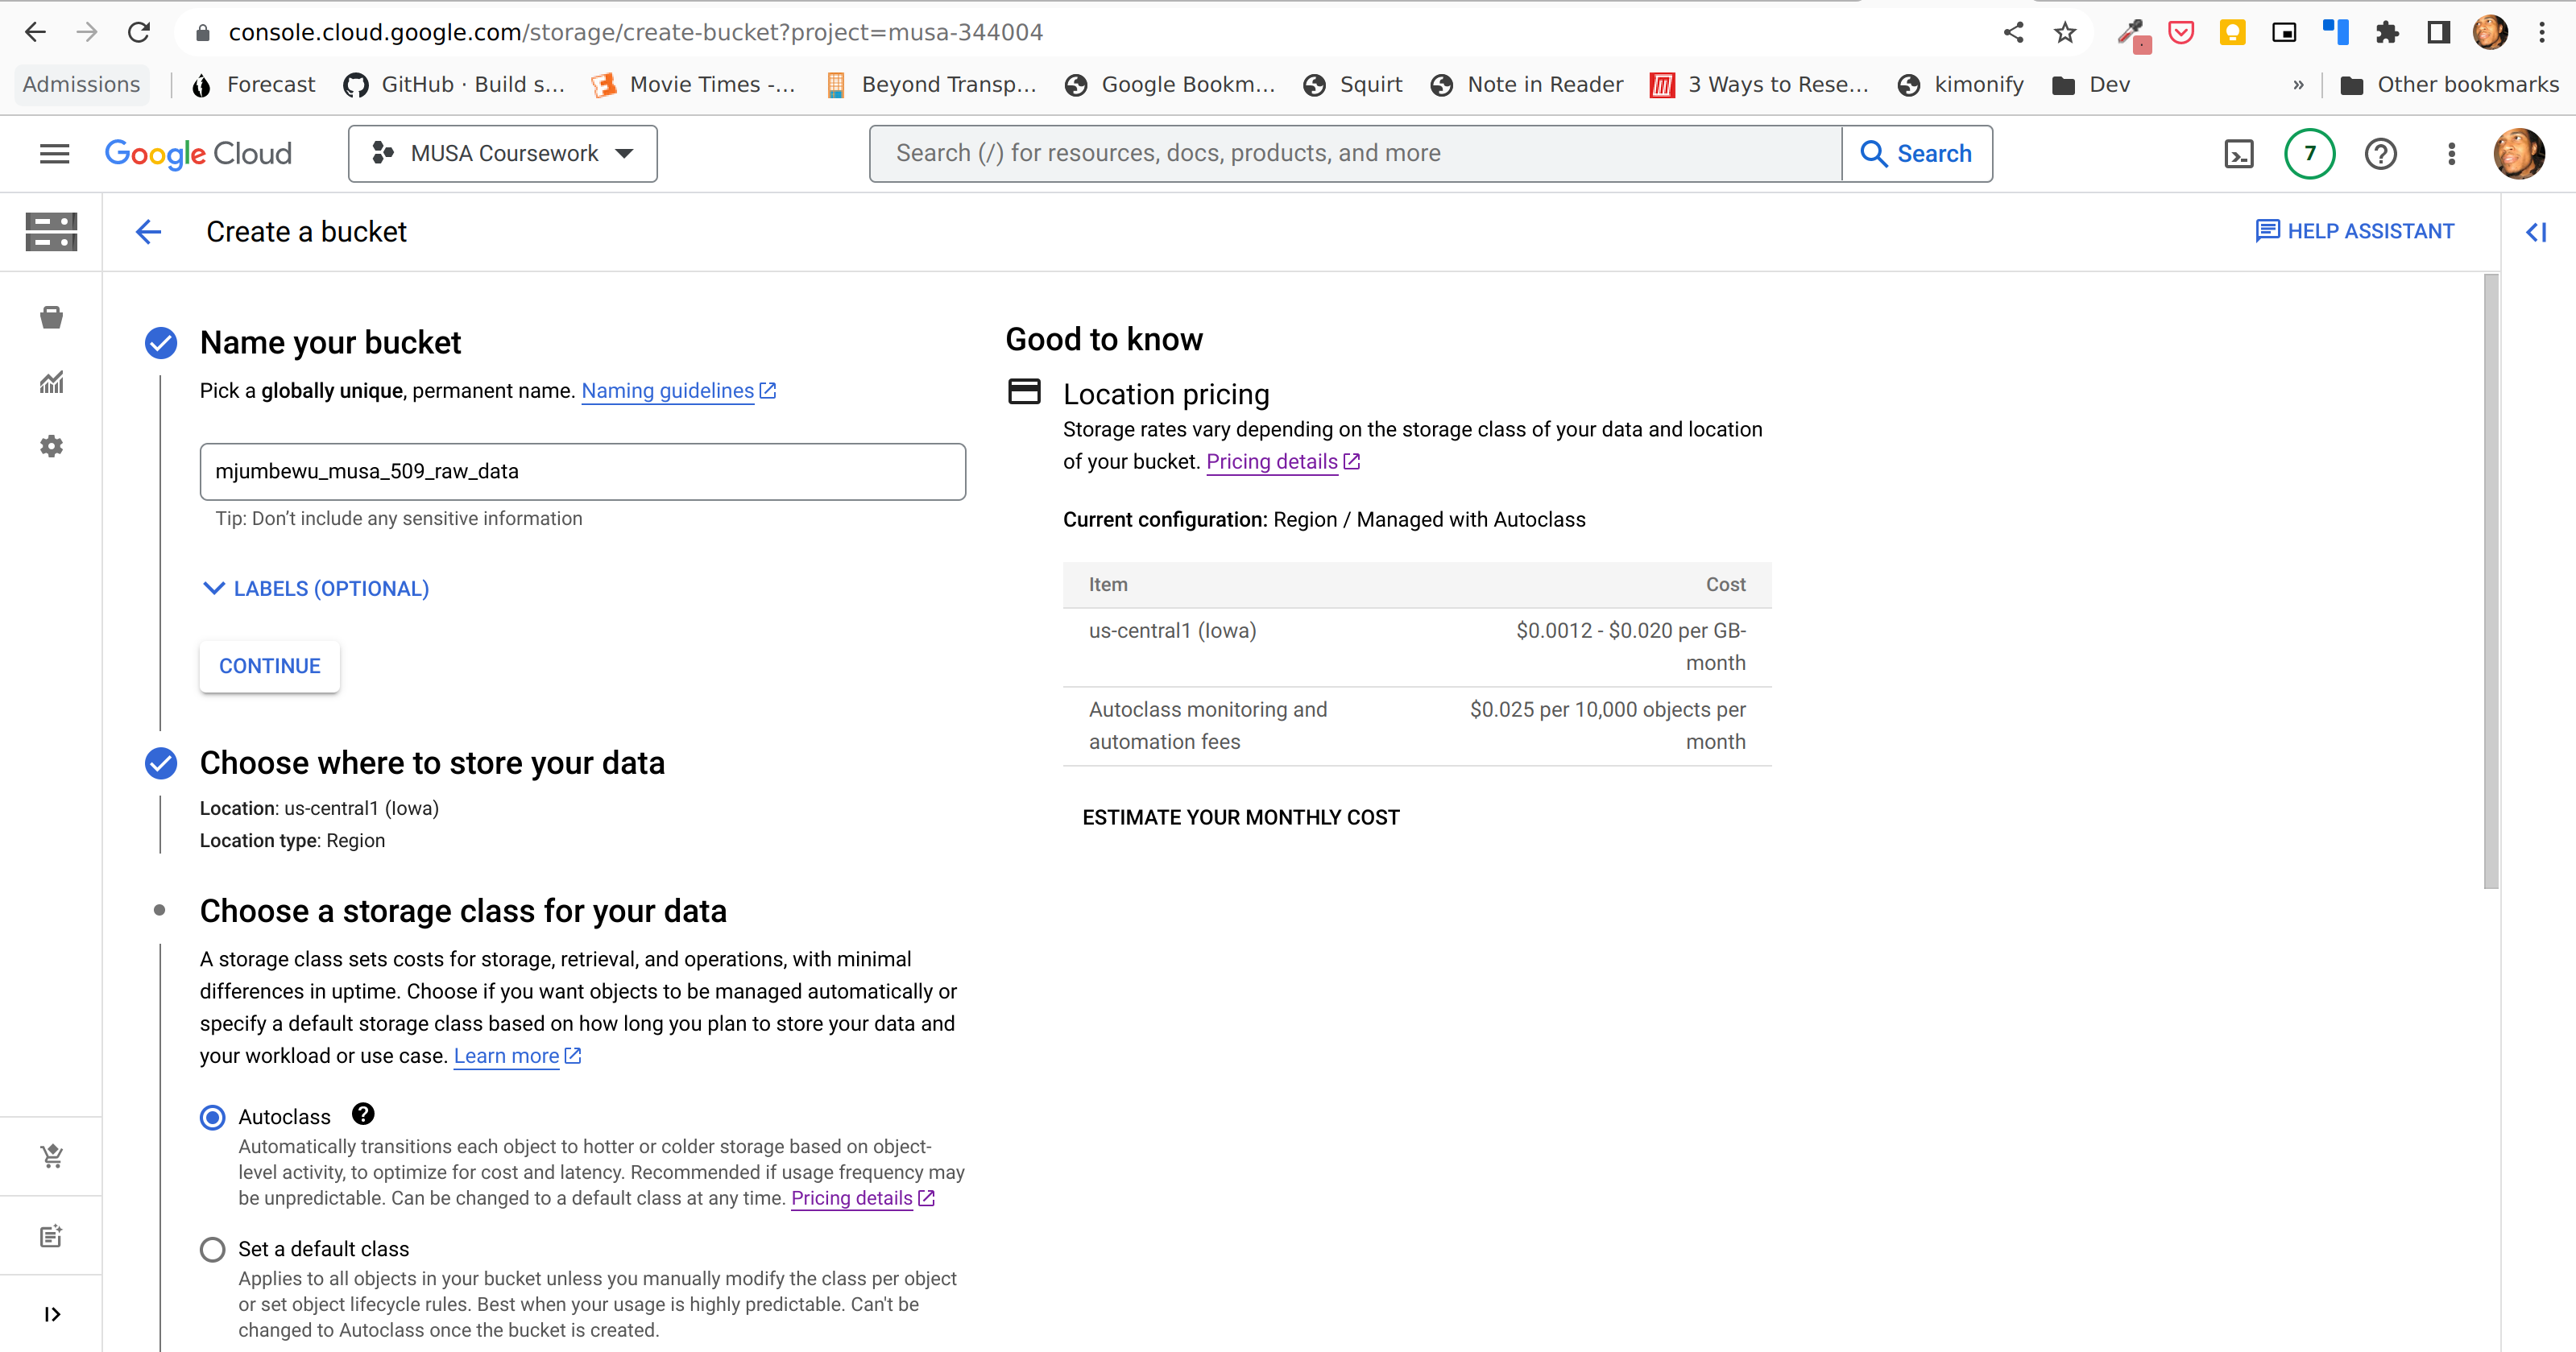 console.cloud.google.com/storage/create-bucket?project=musa-344004
Admissions
Forecast
GitHub · Build s...
Movie Times -...
Beyond Transp...
Google Bookm...
Squirt
Note in Reader
3 Ways to Rese...
kimonify
Dev
»
Other bookmarks
Google Cloud
MUSA Coursework
Search (/) for resources, docs, products, and more
Search
7
Create a bucket
HELP ASSISTANT
Name your bucket
Pick a globally unique, permanent name. Naming guidelines
mjumbewu_musa_509_raw_data
Tip: Don’t include any sensitive information
LABELS (OPTIONAL)
CONTINUE
Choose where to store your data
Location: us-central1 (Iowa)
Location type: Region
Choose a storage class for your data
A storage class sets costs for storage, retrieval, and operations, with minimal
differences in uptime. Choose if you want objects to be managed automatically or
specify a default storage class based on how long you plan to store your data and
your workload or use case. Learn more
Autoclass
Automatically transitions each object to hotter or colder storage based on object-
level activity, to optimize for cost and latency. Recommended if usage frequency may
be unpredictable. Can be changed to a default class at any time. Pricing details
Set a default class
Applies to all objects in your bucket unless you manually modify the class per object
or set object lifecycle rules. Best when your usage is highly predictable. Can't be
changed to Autoclass once the bucket is created.
Good to know
Location pricing
Storage rates vary depending on the storage class of your data and location
of your bucket. Pricing details
Current configuration: Region / Managed with Autoclass
Item Cost
us-central1 (Iowa) $0.0012 - $0.020 per GB-
month
Autoclass monitoring and $0.025 per 10,000 objects per
automation fees month
ESTIMATE YOUR MONTHLY COST